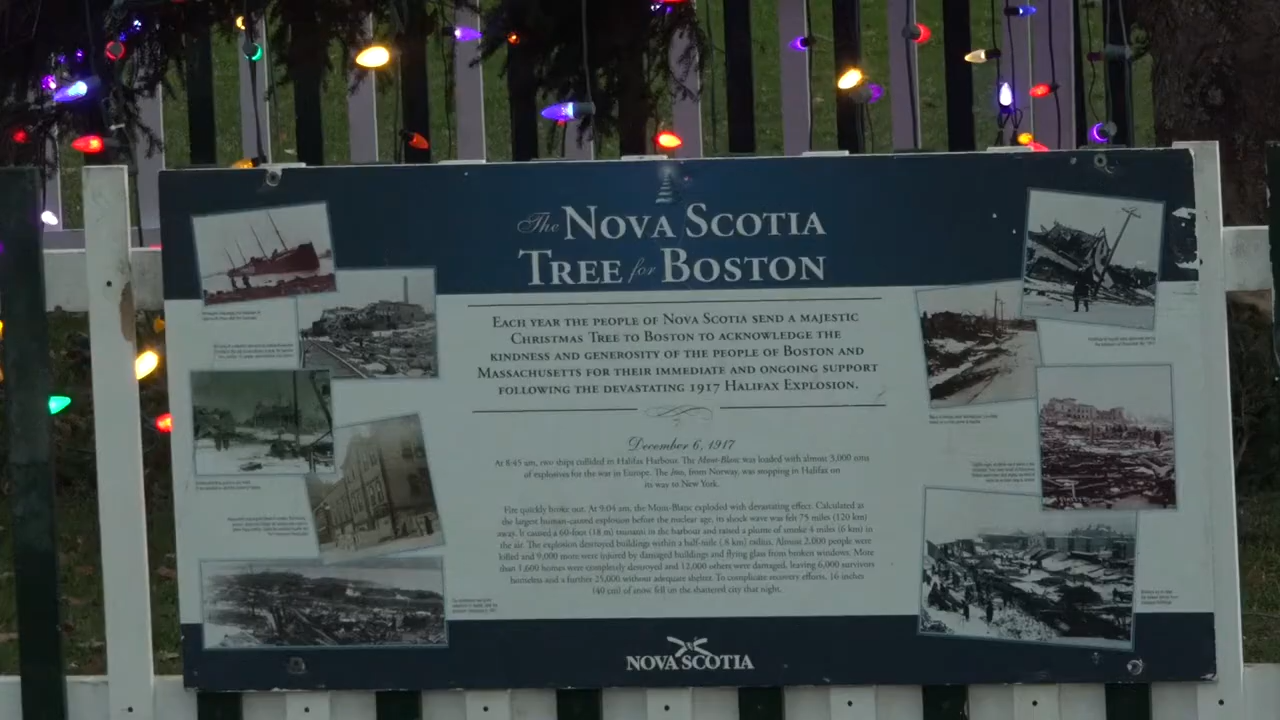 The NOVA SCOTIA
TREE for BOSTON
EACH YEAR THE PEOPLE OF NOVA SCOTIA SEND A MAJESTIC
CHRISTMAS TREE TO BOSTON TO ACKNOWLEDGE THE
KINDNESS AND GENEROSITY OF THE PEOPLE OF BOSTON AND
MASSACHUSETTS FOR THEIR IMMEDIATE AND ONGOING SUPPORT
FOLLOWING THE DEVASTATING 1917 HALIFAX EXPLOSION.
December 6, 1917
At 8:45 am, two ships collided in Halifax Harbour. The Mont-Blanc was loaded with almost 3,000 tons
of explosives for the war in Europe. The Imo, from Norway, was stopping in Halifax on
its way to New York.
Fire quickly broke out. At 9:04 am, the Mont-Blanc exploded with devastating effect. Calculated as
the largest human-caused explosion before the nuclear age, its shock wave was felt 75 miles (120 km)
away. It caused a 60-foot (18 m) tsunami in the harbour and raised a plume of smoke 4 miles (6 km) in
the air. The explosion destroyed buildings within a half-mile (.8 km) radius. Almost 2,000 people were
killed and 9,000 more were injured by damaged buildings and flying glass from broken windows. More
than 1,600 homes were completely destroyed and 12,000 others were damaged, leaving 6,000 survivors
homeless and a further 25,000 without adequate shelter. To complicate recovery efforts, 16 inches
(40 cm) of snow fell on the shattered city that night.
NOVA SCOTIA